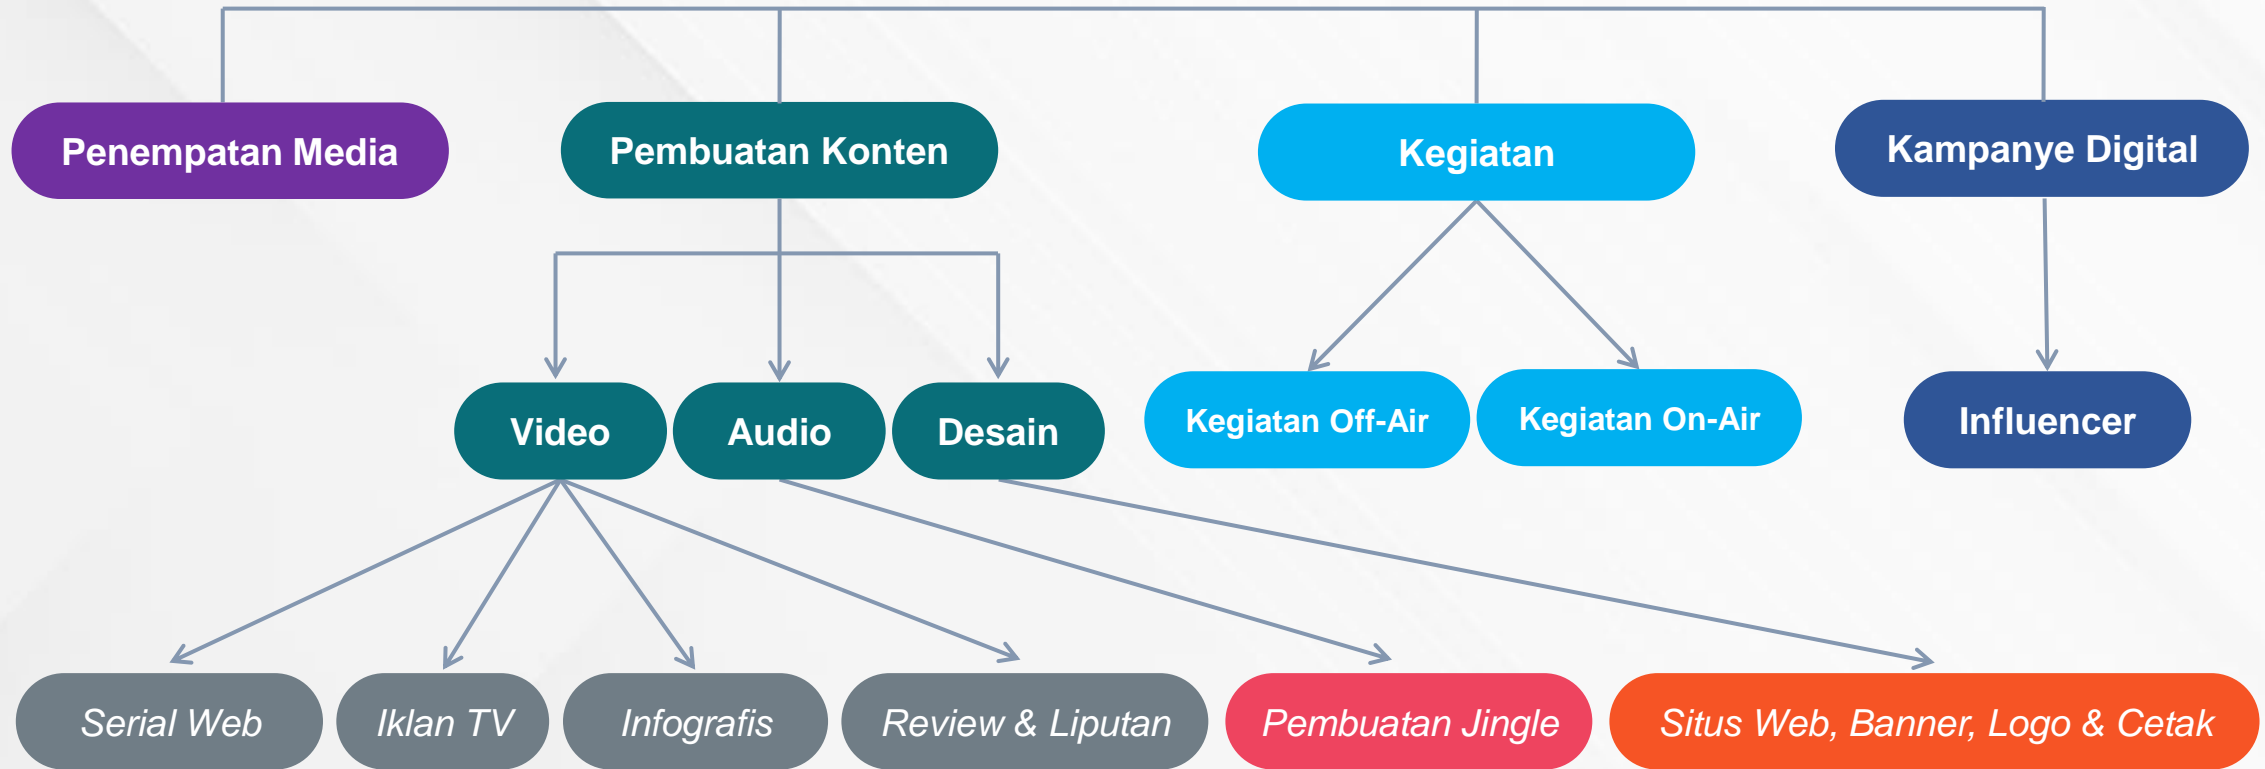 Penempatan Media
Pembuatan Konten
Kegiatan
Kampanye Digital
Video
Audio
Desain
Kegiatan Off-Air
Kegiatan On-Air
Influencer
Serial Web
Iklan TV
Infografis
Review & Liputan
Pembuatan Jingle
Situs Web, Banner, Logo & Cetak